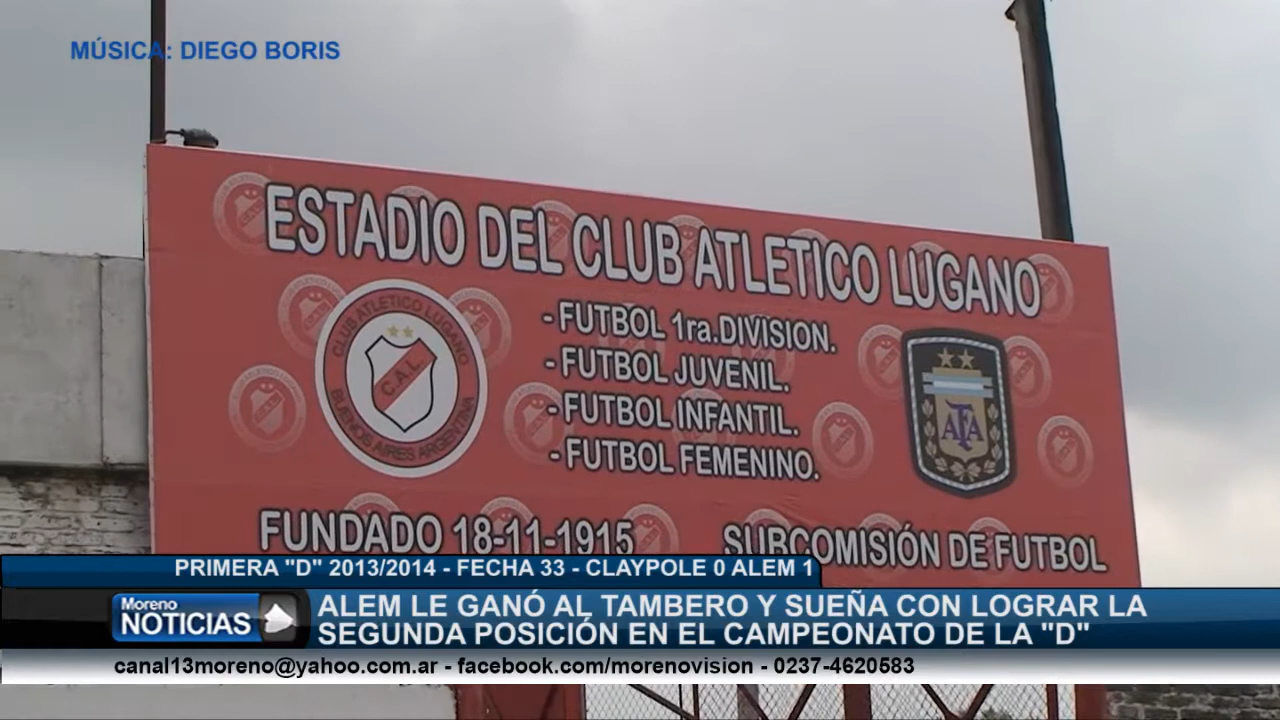 MÚSICA: DIEGO BORIS
ESTADIO DEL CLUB ATLETICO LUGANO
- FUTBOL 1ra.DIVISION.
- FUTBOL JUVENIL.
- FUTBOL INFANTIL.
- FUTBOL FEMENINO.
CLUB ATLETICO LUGANO
C.A.L.
BUENOS AIRES ARGENTINA
AFA
FUNDADO 18-11-1915
SUBCOMISIÓN DE FUTBOL
PRIMERA "D" 2013/2014 - FECHA 33 - CLAYPOLE 0 ALEM 1
Moreno
NOTICIAS
ALEM LE GANÓ AL TAMBERO Y SUEÑA CON LOGRAR LA
SEGUNDA POSICIÓN EN EL CAMPEONATO DE LA "D"
canal13moreno@yahoo.com.ar - facebook.com/morenovision - 0237-4620583